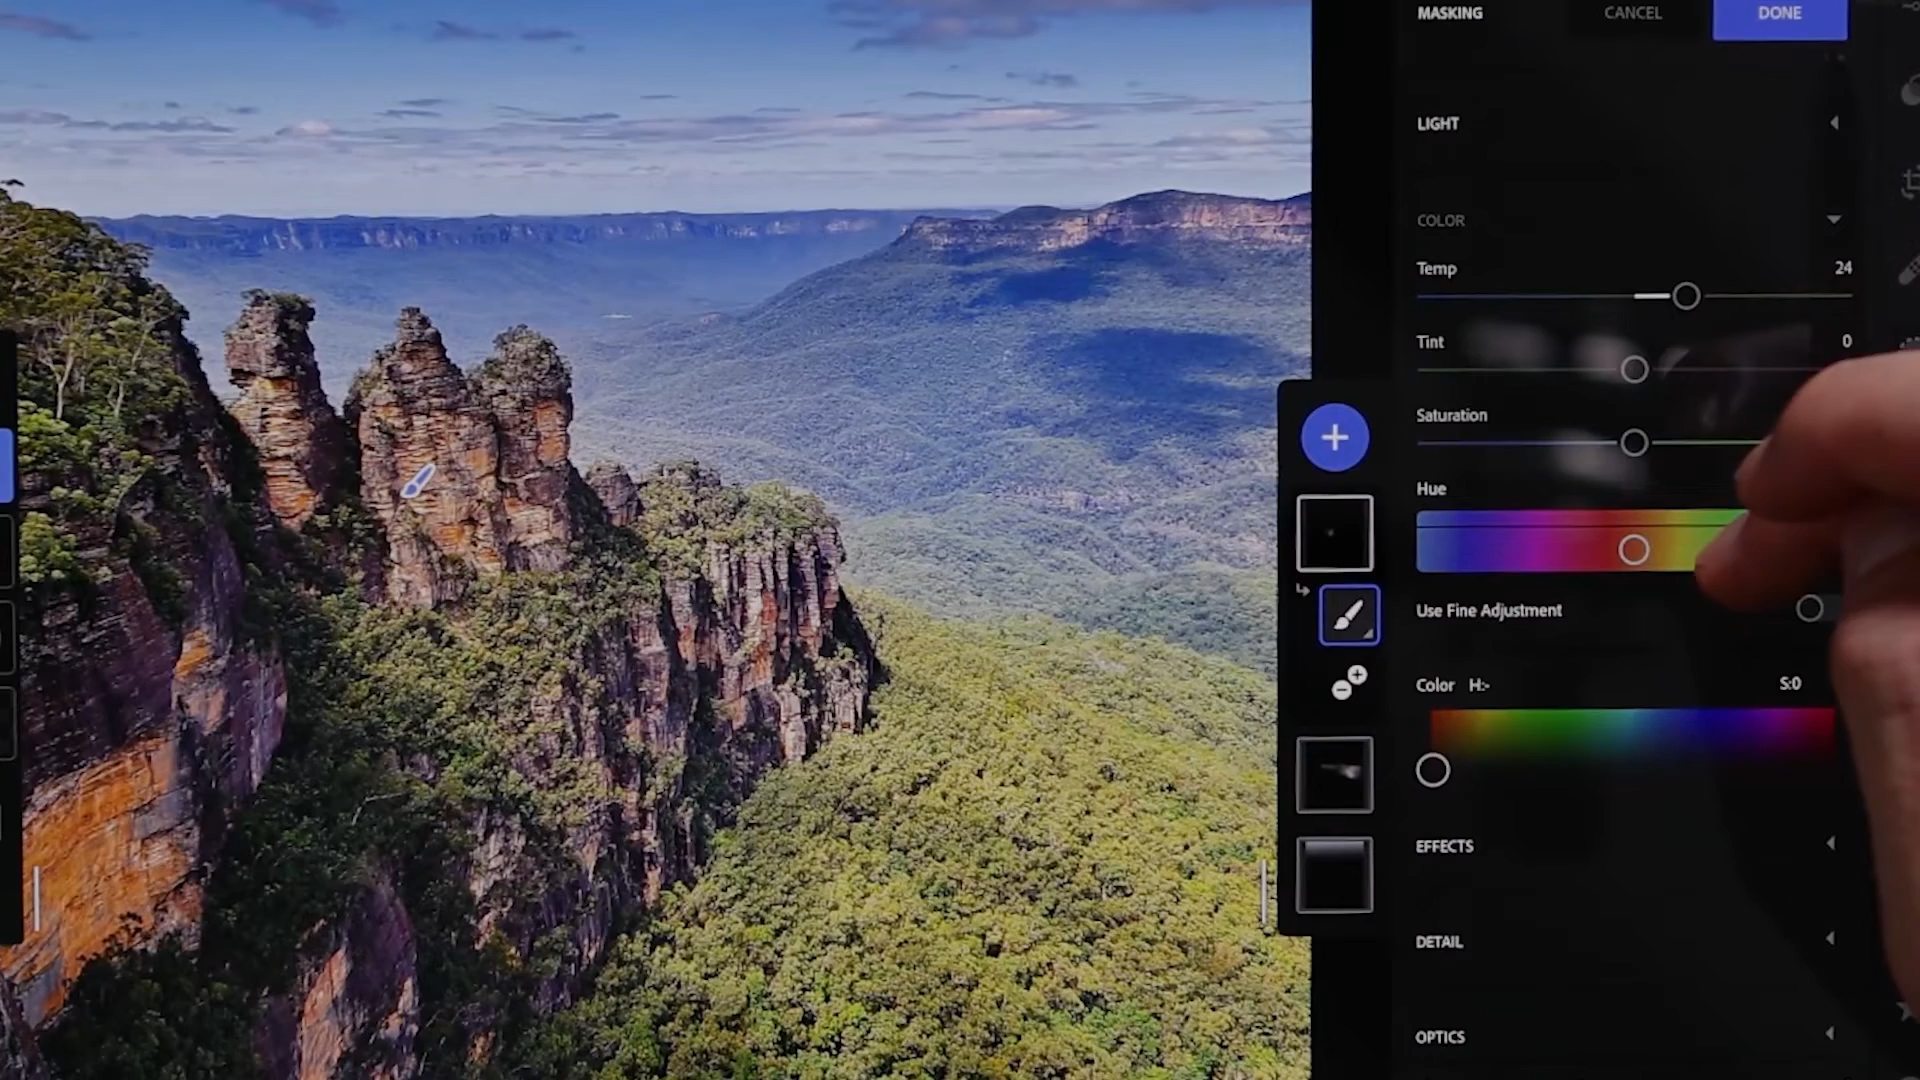 MASKING CANCEL DONE
LIGHT
COLOR
Temp 24
Tint 0
Saturation
Hue
Use Fine Adjustment
Color H:- S:0
EFFECTS
DETAIL
OPTICS